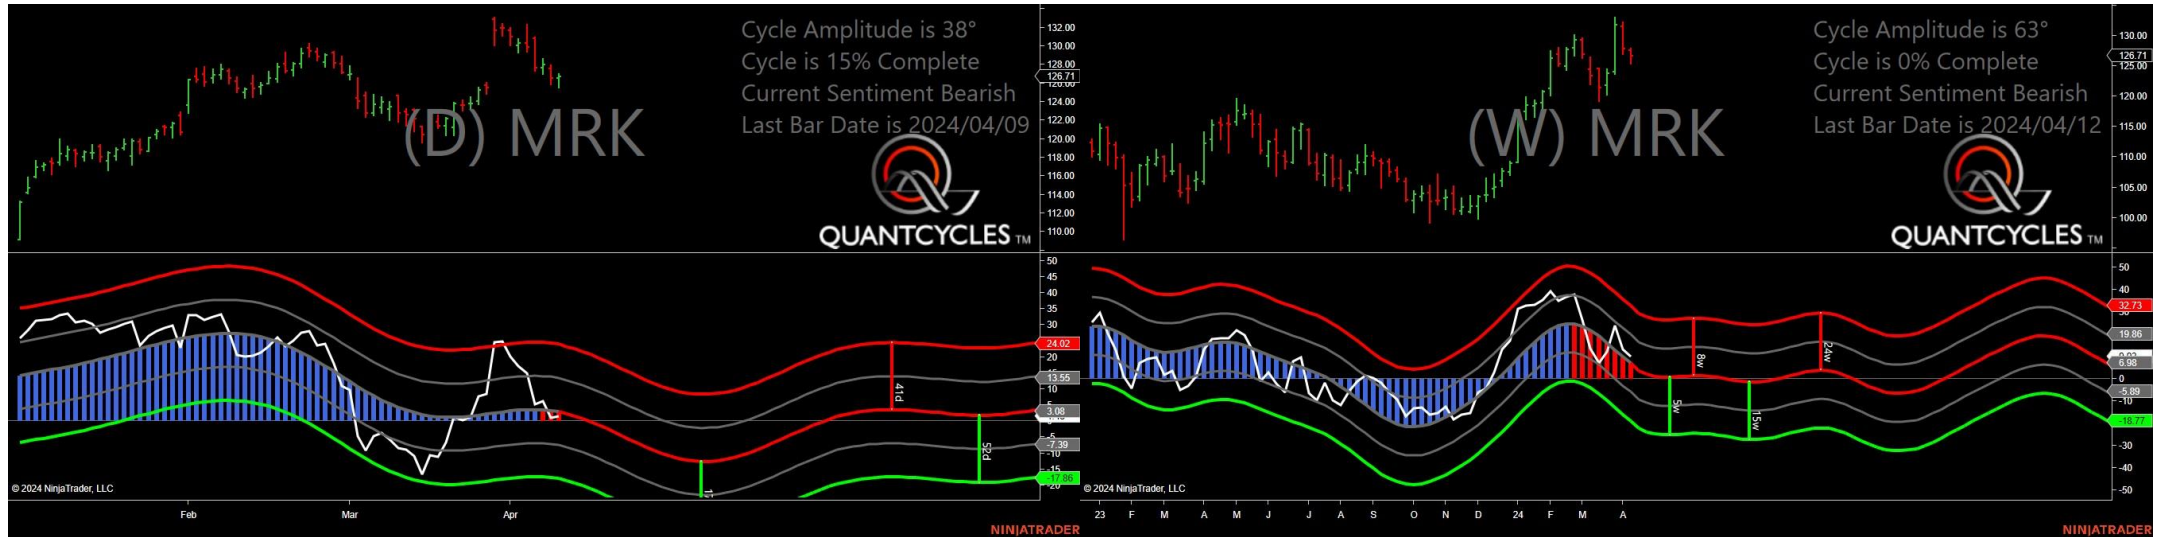 Cycle Amplitude is 38°
Cycle is 15% Complete
Current Sentiment Bearish
Last Bar Date is 2024/04/09
(D) MRK
QUANTCYCLES TM
132.00
130.00
128.00
126.71
124.00
122.00
120.00
118.00
116.00
114.00
112.00
110.00
50
45
40
35
30
24.02
20
13.55
10
3.08
-5
-7.39
-10
-15
-17.86
-20
41d
52d
© 2024 NinjaTrader, LLC
Feb Mar Apr
NINJATRADER
Cycle Amplitude is 63°
Cycle is 0% Complete
Current Sentiment Bearish
Last Bar Date is 2024/04/12
(W) MRK
QUANTCYCLES TM
130.00
126.71
125.00
120.00
115.00
110.00
105.00
100.00
50
40
32.73
30
19.86
6.98
0
-5.89
-10
-18.77
-30
-40
-50
8w
24w
5w
15w
© 2024 NinjaTrader, LLC
23 F M A M J J A S O N D 24 F M A
NINJATRADER